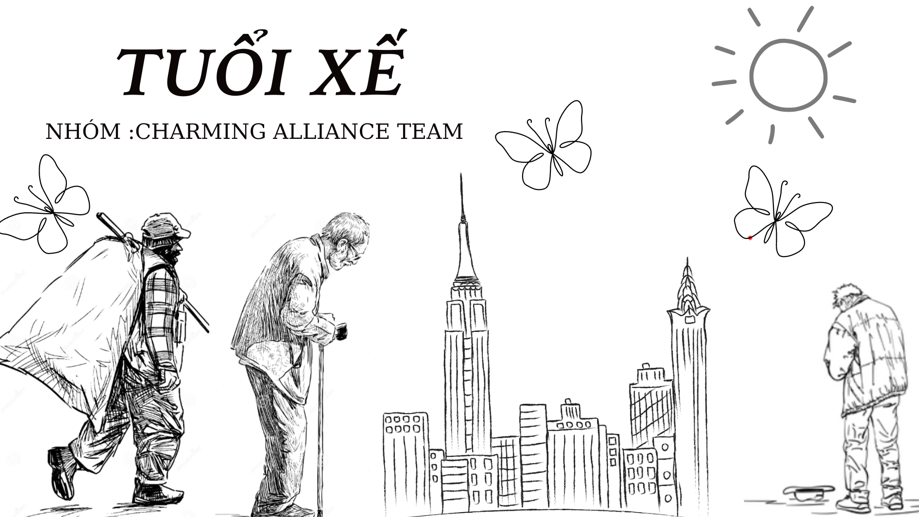 TUỔI XẾ
NHÓM :CHARMING ALLIANCE TEAM